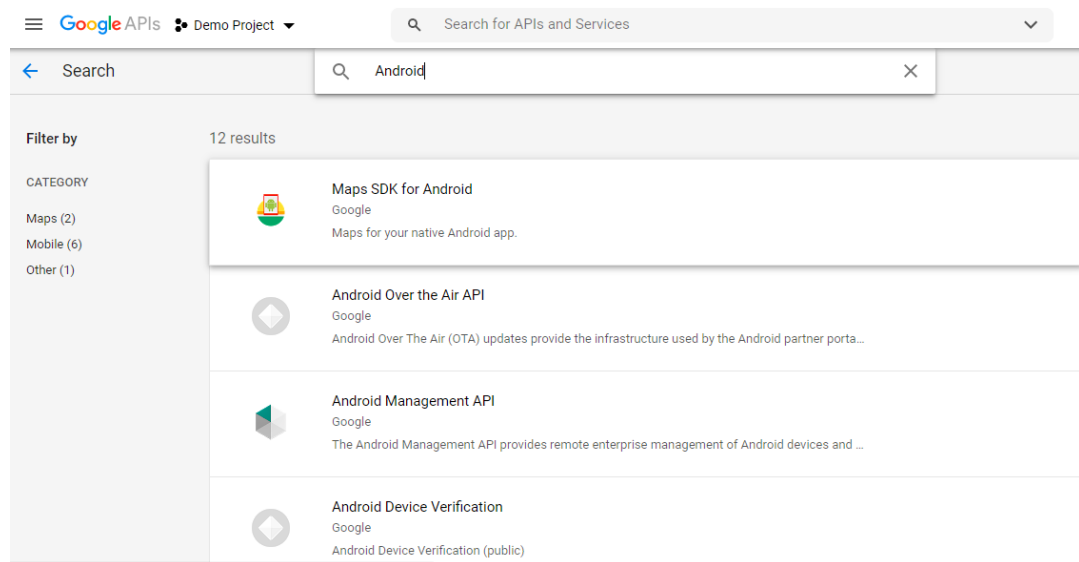 Google APIs Demo Project Search for APIs and Services
Search Android
Filter by
12 results
CATEGORY
Maps (2)
Mobile (6)
Other (1)
Maps SDK for Android
Google
Maps for your native Android app.
Android Over the Air API
Google
Android Over The Air (OTA) updates provide the infrastructure used by the Android partner porta...
Android Management API
Google
The Android Management API provides remote enterprise management of Android devices and ...
Android Device Verification
Google
Android Device Verification (public)